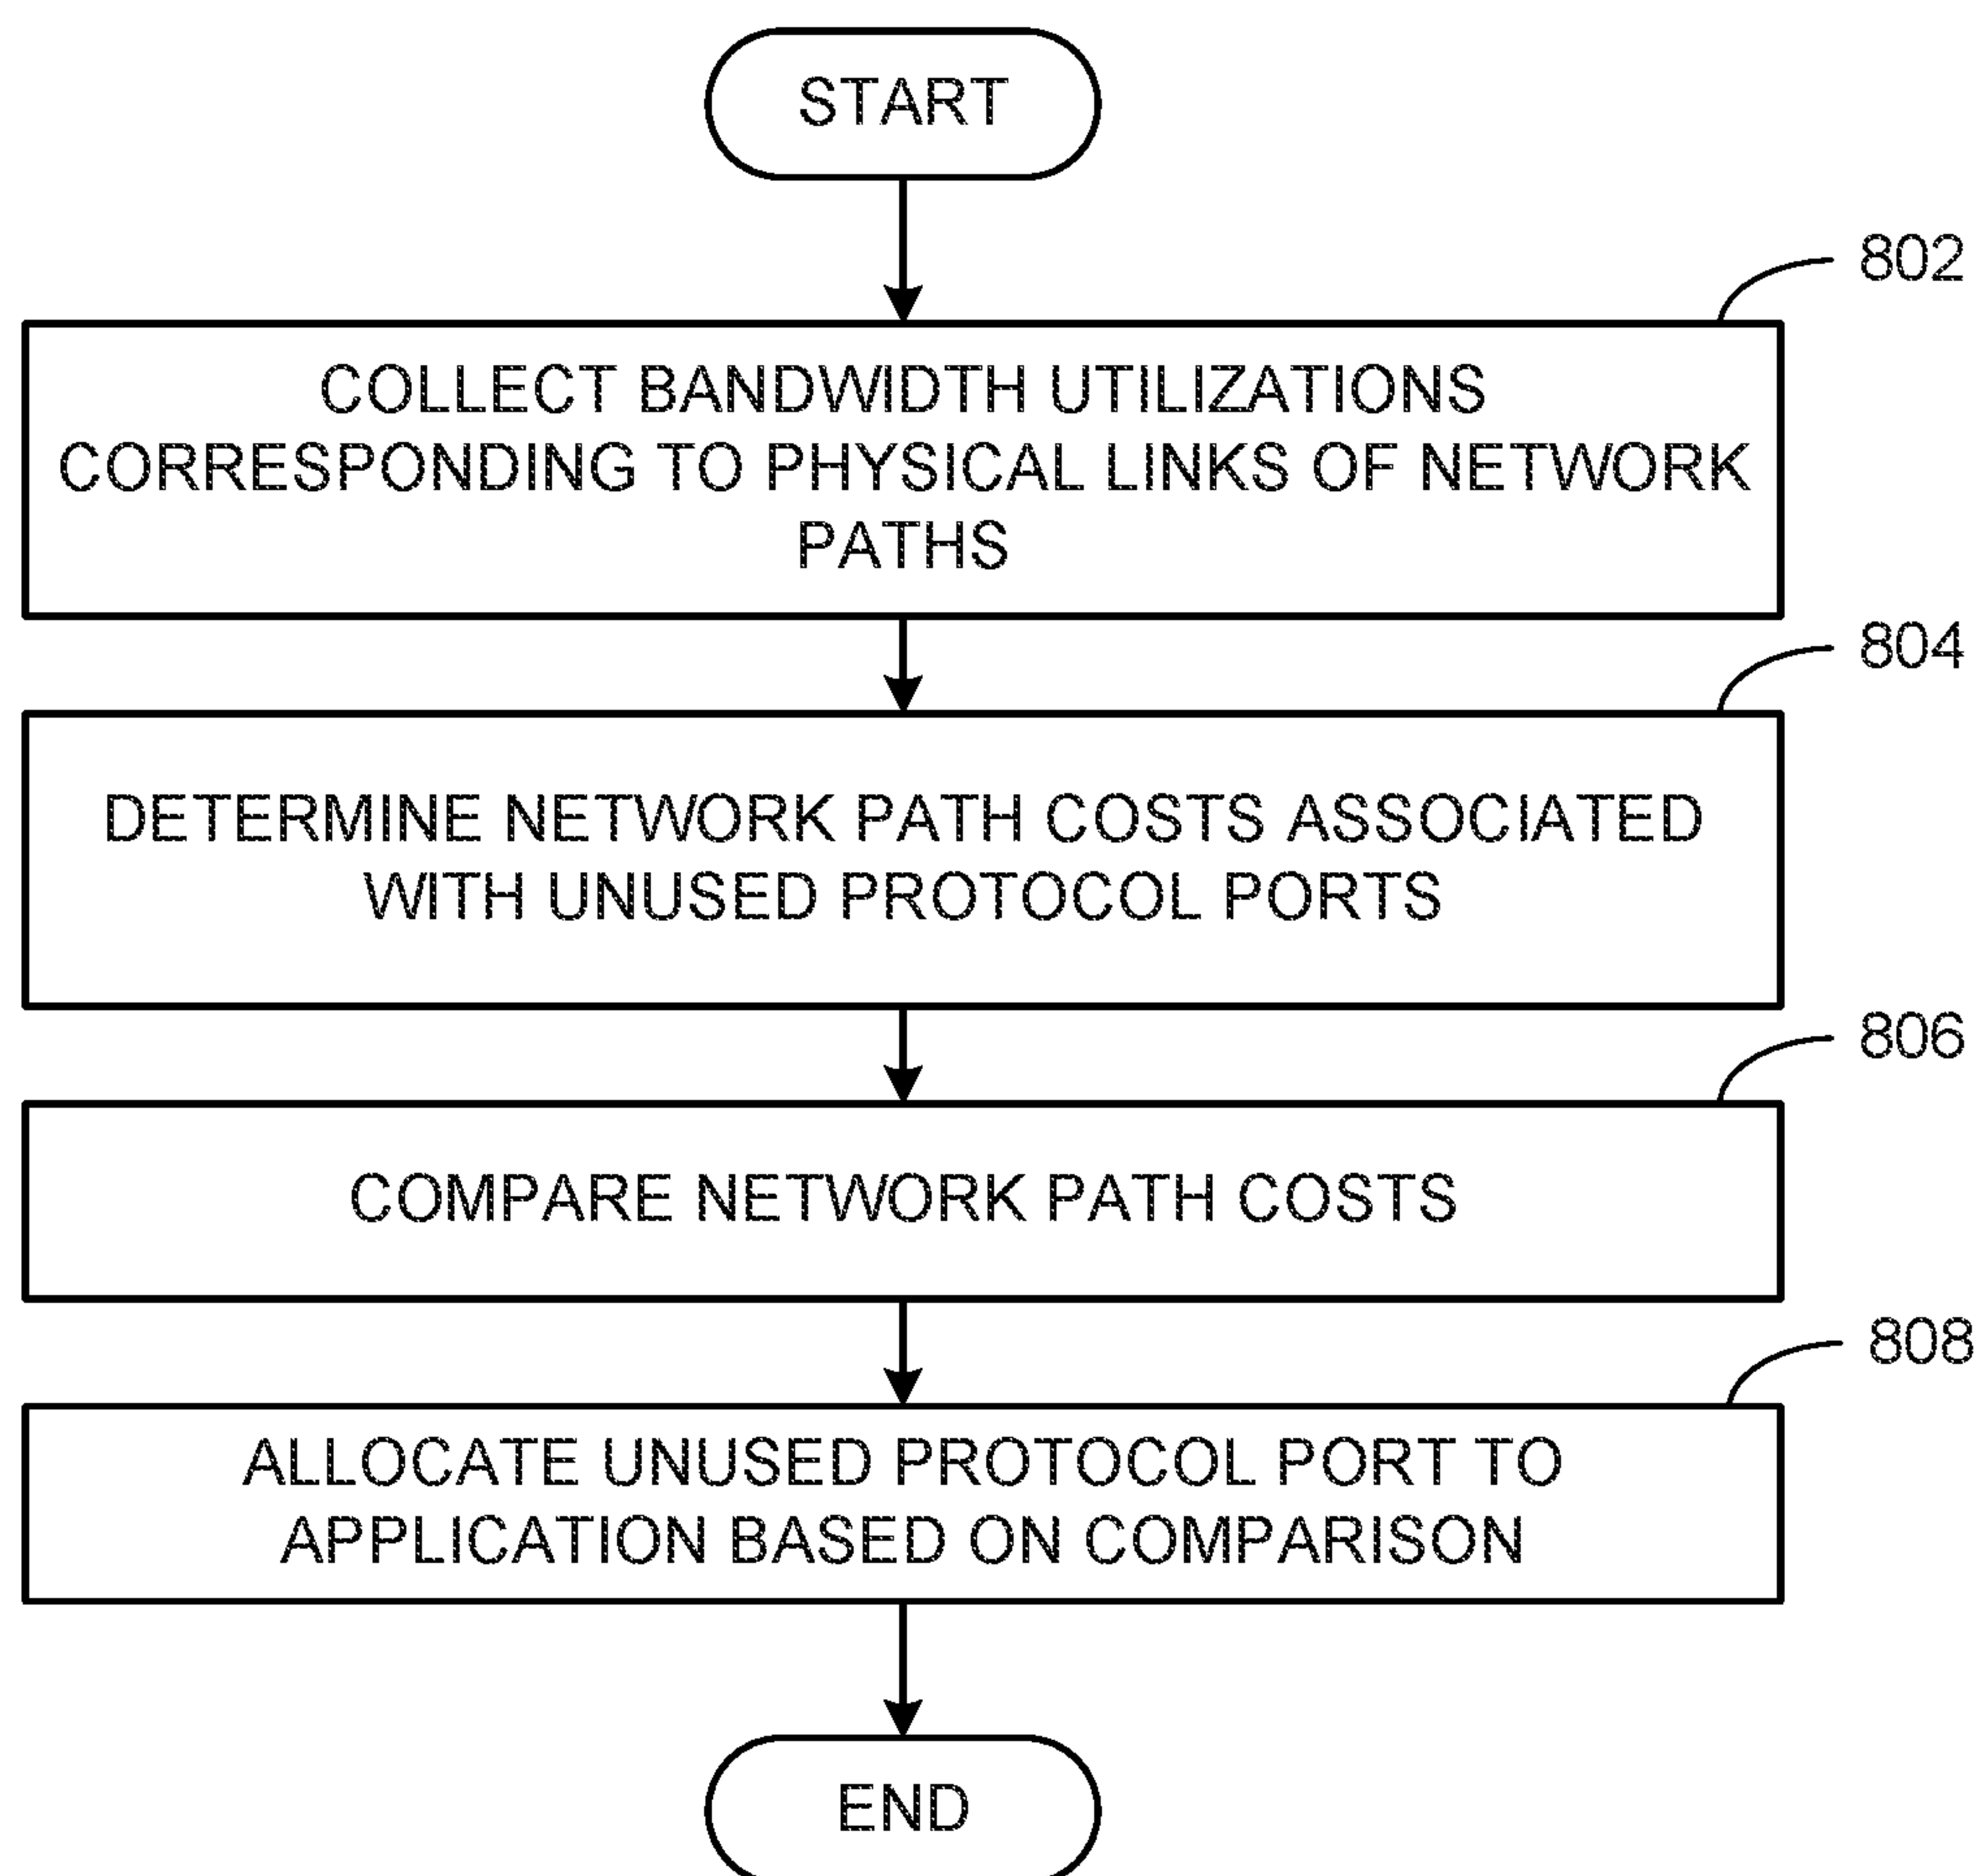 START
802
COLLECT BANDWIDTH UTILIZATIONS
CORRESPONDING TO PHYSICAL LINKS OF NETWORK
PATHS
804
DETERMINE NETWORK PATH COSTS ASSOCIATED
WITH UNUSED PROTOCOL PORTS
806
COMPARE NETWORK PATH COSTS
808
ALLOCATE UNUSED PROTOCOL PORT TO
APPLICATION BASED ON COMPARISON
END